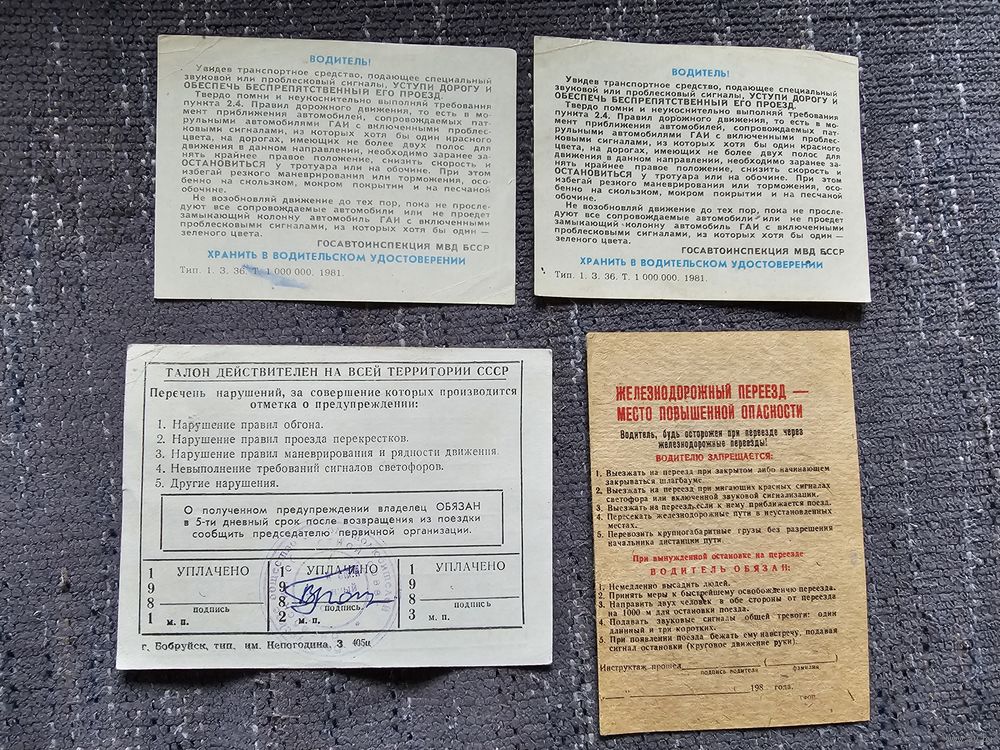 ВОДИТЕЛЬ!
Увидев транспортное средство, подающее специальный
звуковой или проблесковый сигналы, УСТУПИ ДОРОГУ И
ОБЕСПЕЧЬ БЕСПРЕПЯТСТВЕННЫЙ ЕГО ПРОЕЗД.
Твердо помни и неукоснительно выполняй требования
пункта 2.4. Правил дорожного движения, то есть в мо-
мент приближения автомобилей, сопровождаемых пат-
рульными автомобилями ГАИ с включенными проблес-
ковыми сигналами, из которых хотя бы один красного
цвета, на дорогах, имеющих не более двух полос для
движения в данном направлении, необходимо заранее за-
нять крайнее правое положение, снизить скорость и
ОСТАНОВИТЬСЯ у тротуара или на обочине. При этом
избегай резкого маневрирования или торможения, осо-
бенно на скользком, мокром покрытии и на песчаной
обочине.
Не возобновляй движение до тех пор, пока не просле-
дуют все сопровождаемые автомобили или не проедет
замыкающий колонну автомобиль ГАИ с включенными
проблесковыми сигналами, из которых хотя бы один —
зеленого цвета.
ГОСАВТОИНСПЕКЦИЯ МВД БССР
ХРАНИТЬ В ВОДИТЕЛЬСКОМ УДОСТОВЕРЕНИИ
Тип. 1. З. 36. Т. 1 000 000. 1981.
ВОДИТЕЛЬ!
Увидев транспортное средство, подающее специальный
звуковой или проблесковый сигналы, УСТУПИ ДОРОГУ И
ОБЕСПЕЧЬ БЕСПРЕПЯТСТВЕННЫЙ ЕГО ПРОЕЗД.
Твердо помни и неукоснительно выполняй требования
пункта 2.4. Правил дорожного движения, то есть в мо-
мент приближения автомобилей, сопровождаемых пат-
рульными автомобилями ГАИ с включенными проблес-
ковыми сигналами, из которых хотя бы один красного
цвета, на дорогах, имеющих не более двух полос для
движения в данном направлении, необходимо заранее за-
нять крайнее правое положение, снизить скорость и
ОСТАНОВИТЬСЯ у тротуара или на обочине. При этом
избегай резкого маневрирования или торможения, осо-
бенно на скользком, мокром покрытии и на песчаной
обочине.
Не возобновляй движение до тех пор, пока не просле-
дуют все сопровождаемые автомобили или не проедет
замыкающий колонну автомобиль ГАИ с включенными
проблесковыми сигналами, из которых хотя бы один —
зеленого цвета.
ГОСАВТОИНСПЕКЦИЯ МВД БССР
ХРАНИТЬ В ВОДИТЕЛЬСКОМ УДОСТОВЕРЕНИИ
Тип. 1. З. 36. Т. 1 000 000. 1981.
ТАЛОН ДЕЙСТВИТЕЛЕН НА ВСЕЙ ТЕРРИТОРИИ СССР
Перечень нарушений, за совершение которых производится
отметка о предупреждении:
1. Нарушение правил обгона.
2. Нарушение правил проезда перекрестков.
3. Нарушение правил маневрирования и рядности движения.
4. Невыполнение требований сигналов светофоров.
5. Другие нарушения.
О полученном предупреждении владелец ОБЯЗАН
в 5-ти дневный срок после возвращения из поездки
сообщить председателю первичной организации.
1981 УПЛАЧЕНО
подпись
м. п.
1982 УПЛАЧЕНО
подпись.
м. п.
1983 УПЛАЧЕНО
подпись
м. п.
г. Бобруйск, тип. им. Непогодина, З. 405ц
ЖЕЛЕЗНОДОРОЖНЫЙ ПЕРЕЕЗД —
МЕСТО ПОВЫШЕННОЙ ОПАСНОСТИ
Водитель, будь осторожен при переезде через
железнодорожные переезды!
ВОДИТЕЛЮ ЗАПРЕЩАЕТСЯ:
1. Выезжать на переезд при закрытом либо начинающем
закрываться шлагбауме.
2. Выезжать на переезд при мигающих красных сигналах
светофора или включенной звуковой сигнализации.
3. Выезжать на переезд, если к нему приближается поезд.
4. Пересекать железнодорожные пути в неустановленных
местах.
5. Перевозить крупногабаритные грузы без разрешения
начальника дистанции пути.
При вынужденной остановке на переезде
ВОДИТЕЛЬ ОБЯЗАН:
1. Немедленно высадить людей.
2. Принять меры к быстрейшему освобождению переезда.
3. Направить двух человек в обе стороны от переезда
на 1000 м для остановки поезда.
4. Подавать звуковые сигналы общей тревоги: один
длинный и три коротких.
5. При появлении поезда бежать ему навстречу, подавая
сигнал остановки (круговое движение руки).
Инструктаж прошел ( )
подпись водителя фамилия
198 года.